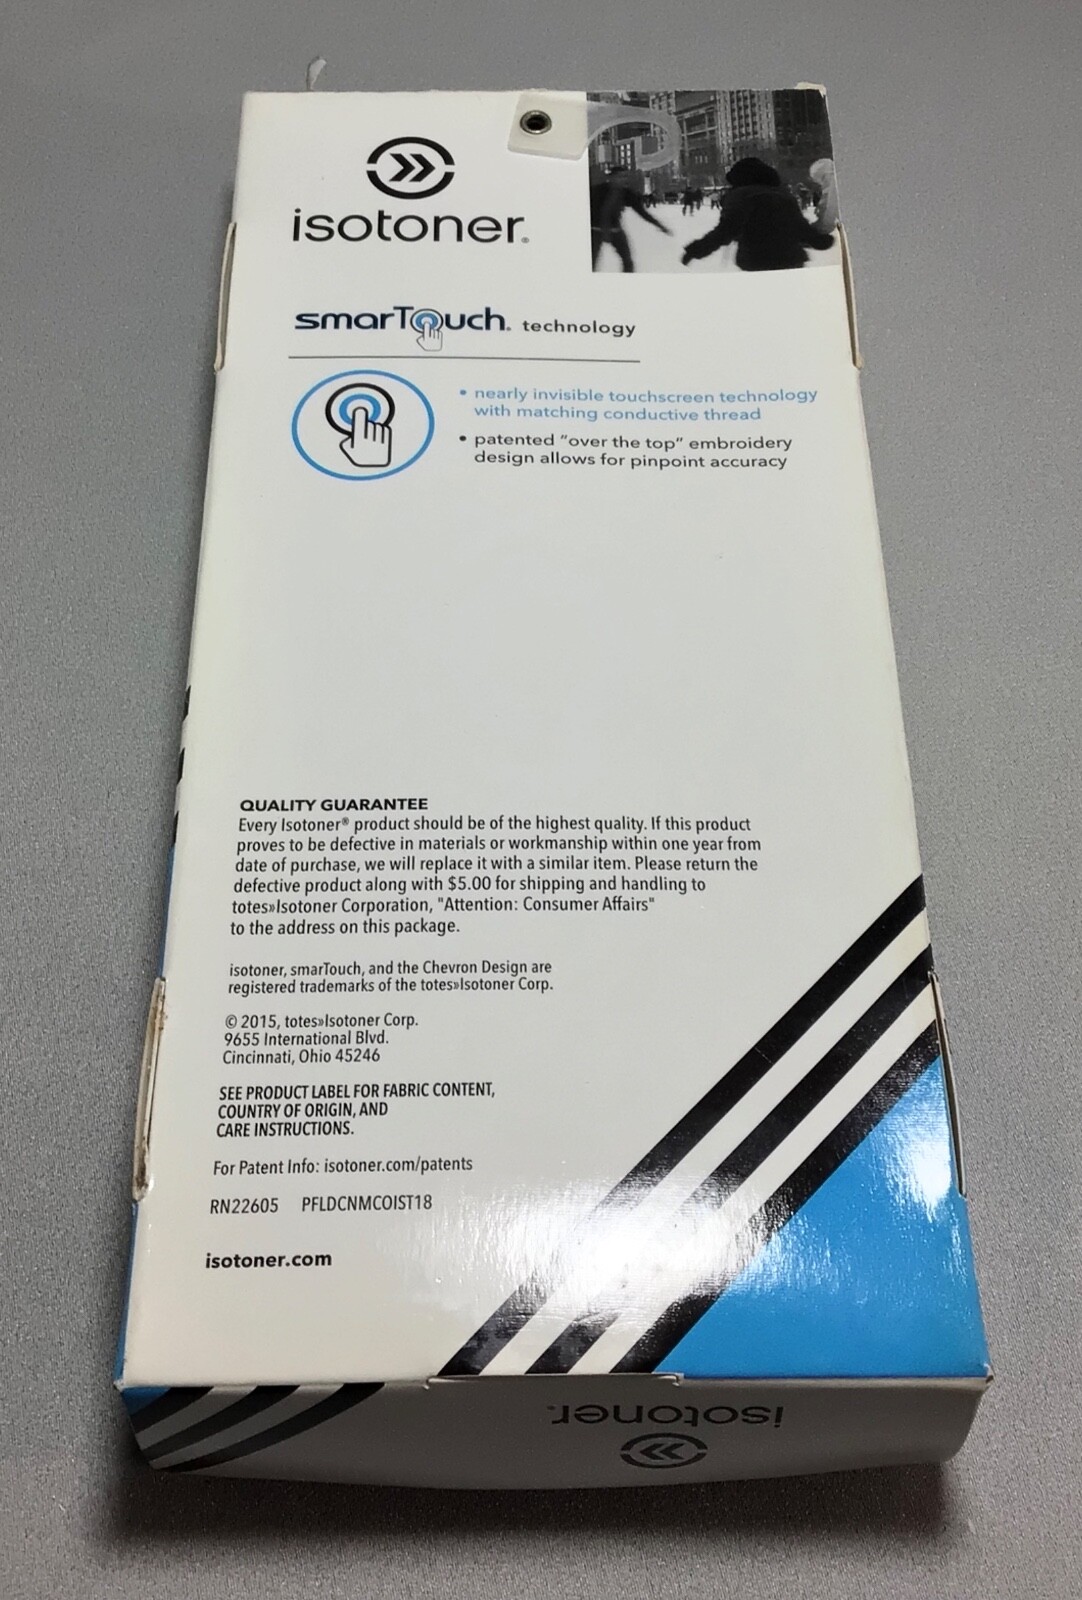 isotoner®
smarTouch® technology
• nearly invisible touchscreen technology
with matching conductive thread
• patented "over the top" embroidery
design allows for pinpoint accuracy
QUALITY GUARANTEE
Every Isotoner® product should be of the highest quality. If this product
proves to be defective in materials or workmanship within one year from
date of purchase, we will replace it with a similar item. Please return the
defective product along with $5.00 for shipping and handling to
totes»Isotoner Corporation, "Attention: Consumer Affairs"
to the address on this package.
isotoner, smarTouch, and the Chevron Design are
registered trademarks of the totes»Isotoner Corp.
© 2015, totes»Isotoner Corp.
9655 International Blvd.
Cincinnati, Ohio 45246
SEE PRODUCT LABEL FOR FABRIC CONTENT,
COUNTRY OF ORIGIN, AND
CARE INSTRUCTIONS.
For Patent Info: isotoner.com/patents
RN22605 PFLDCNMCOIST18
isotoner.com
isotoner.